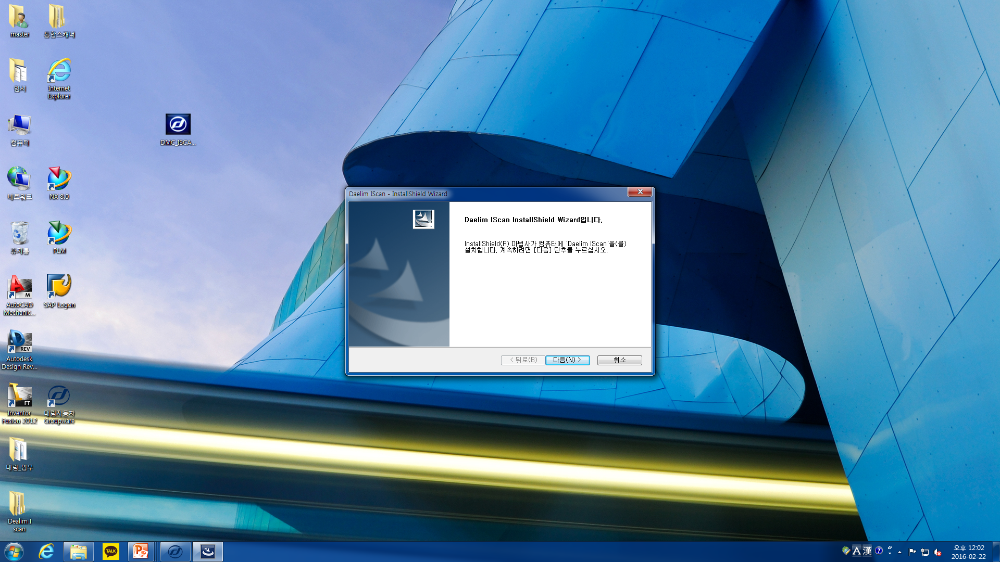 master
통합스캐너
임시
Internet
Explorer
컴퓨터
DMC_ISCA...
네트워크
NX 8.0
휴지통
PLM
AutoCAD
Mechanic...
SAP Logon
REV
Autodesk
Design Rev...
FT
Inventor
Fusion 2012
대림자동차
Groupware
대림_업무
Dealim I
scan
Daelim IScan - InstallShield Wizard
Daelim IScan InstallShield Wizard입니다.
InstallShield(R) 마법사가 컴퓨터에 'Daelim IScan'을(를)
설치합니다. 계속하려면 [다음] 단추를 누르십시오.
< 뒤로(B)
다음(N) >
취소
TALK
A 漢
오후 12:02
2016-02-22